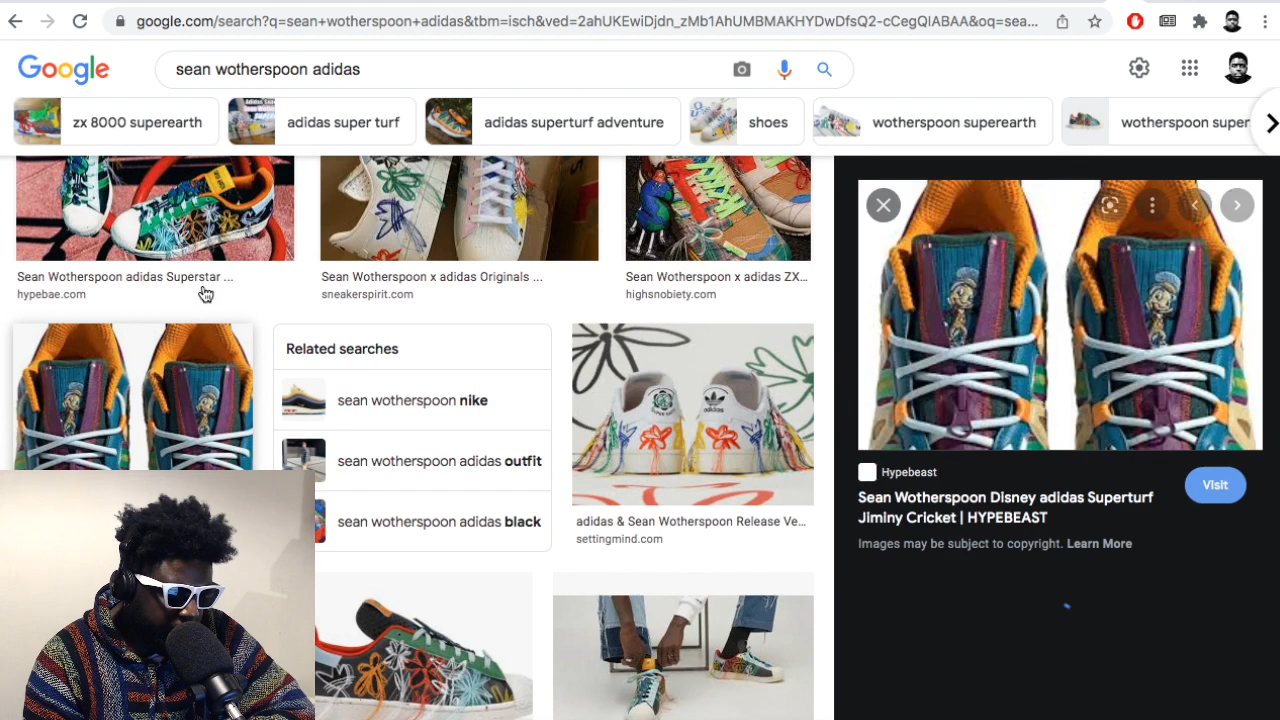 google.com/search?q=sean+wotherspoon+adidas&tbm=isch&ved=2ahUKEwiDjdn_zMb1AhUMBMAKHYDwDfsQ2-cCegQIABAA&oq=sea...
Google
sean wotherspoon adidas
zx 8000 superearth
adidas super turf
adidas superturf adventure
shoes
wotherspoon superearth
wotherspoon super
Sean Wotherspoon adidas Superstar ...
hypebae.com
Sean Wotherspoon x adidas Originals ...
sneakerspirit.com
Sean Wotherspoon x adidas ZX...
highsnobiety.com
Related searches
sean wotherspoon nike
sean wotherspoon adidas outfit
sean wotherspoon adidas black
adidas
adidas & Sean Wotherspoon Release Ve...
settingmind.com
Hypebeast
Visit
Sean Wotherspoon Disney adidas Superturf
Jiminy Cricket | HYPEBEAST
Images may be subject to copyright. Learn More